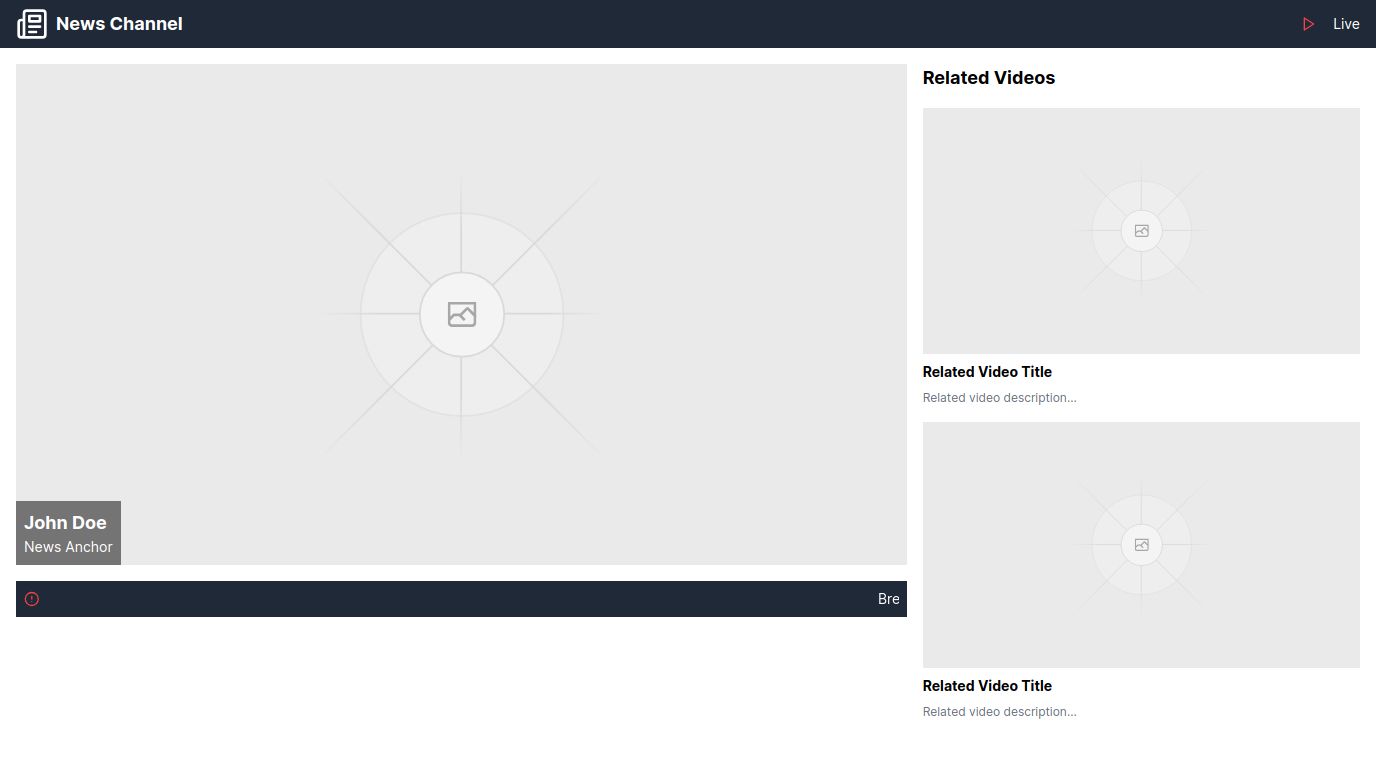 News Channel
Live
John Doe
News Anchor
Bre
Related Videos
Related Video Title
Related video description...
Related Video Title
Related video description...